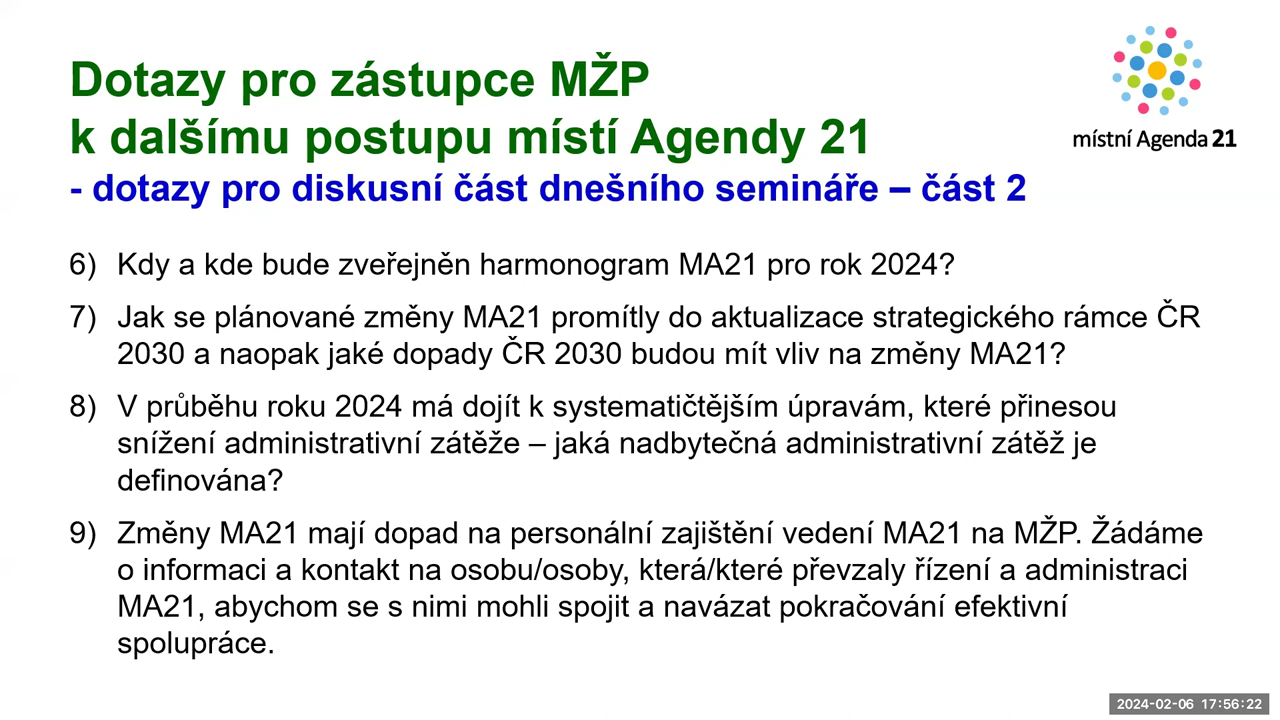 Dotazy pro zástupce MŽP
k dalšímu postupu místí Agendy 21
- dotazy pro diskusní část dnešního semináře – část 2
místní Agenda 21
6) Kdy a kde bude zveřejněn harmonogram MA21 pro rok 2024?
7) Jak se plánované změny MA21 promítly do aktualizace strategického rámce ČR
2030 a naopak jaké dopady ČR 2030 budou mít vliv na změny MA21?
8) V průběhu roku 2024 má dojít k systematičtějším úpravám, které přinesou
snížení administrativní zátěže – jaká nadbytečná administrativní zátěž je
definována?
9) Změny MA21 mají dopad na personální zajištění vedení MA21 na MŽP. Žádáme
o informaci a kontakt na osobu/osoby, která/které převzaly řízení a administraci
MA21, abychom se s nimi mohli spojit a navázat pokračování efektivní
spolupráce.
2024-02-06 17:56:22